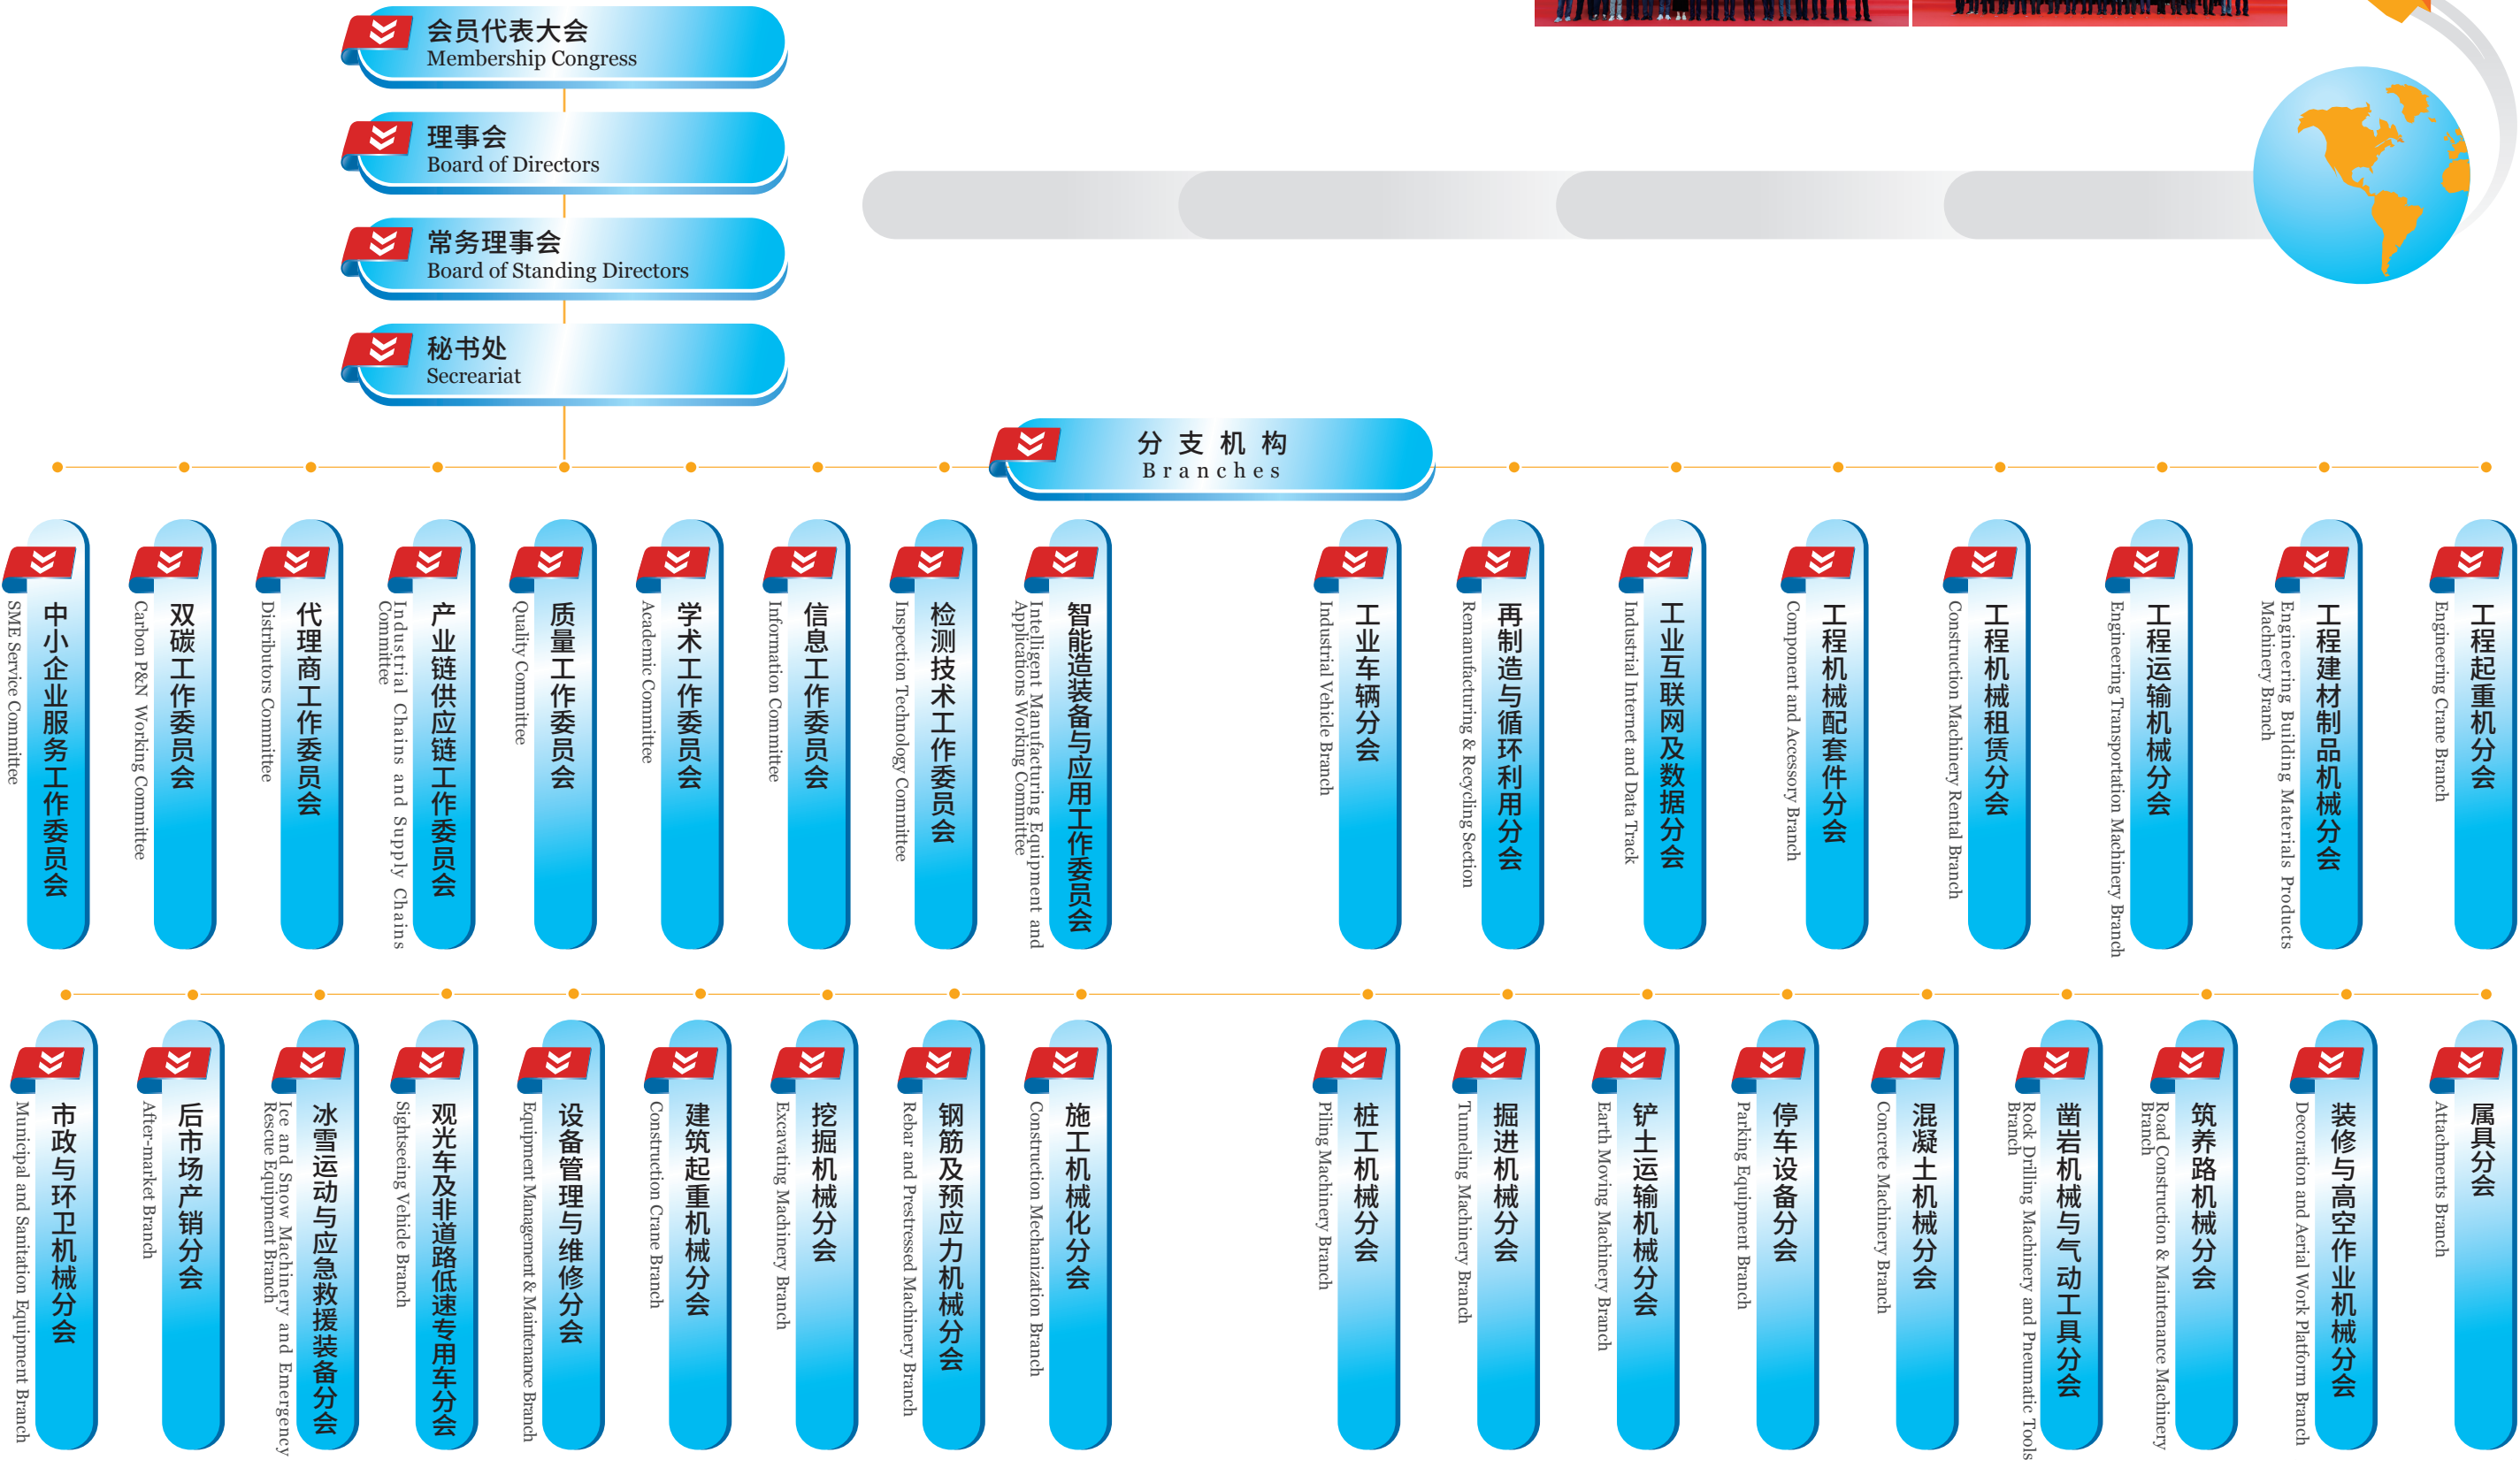 会员代表大会
Membership Congress
理事会
Board of Directors
常务理事会
Board of Standing Directors
秘书处
Secreariat
分支机构
Branches
中小企业服务工作委员会
SME Service Committee
双碳工作委员会
Carbon P&N Working Committee
代理商工作委员会
Distributors Committee
产业链供应链工作委员会
Industrial Chains and Supply Chains
Committee
质量工作委员会
Quality Committee
学术工作委员会
Academic Committee
信息工作委员会
Information Committee
检测技术工作委员会
Inspection Technology Committee
智能造装备与应用工作委员会
Intelligent Manufacturing Equipment and
Applications Working Committee
工业车辆分会
Industrial Vehicle Branch
再制造与循环利用分会
Remanufacturing & Recycling Section
工业互联网及数据分会
Industrial Internet and Data Track
工程机械配套件分会
Component and Accessory Branch
工程机械租赁分会
Construction Machinery Rental Branch
工程运输机械分会
Engineering Transportation Machinery Branch
工程建材制品机械分会
Engineering Building Materials Products
Machinery Branch
工程起重机分会
Engineering Crane Branch
市政与环卫机械分会
Municipal and Sanitation Equipment Branch
后市场产销分会
After-market Branch
冰雪运动与应急救援装备分会
Ice and Snow Machinery and Emergency
Rescue Equipment Branch
观光车及非道路低速专用车分会
Sightseeing Vehicle Branch
设备管理与维修分会
Equipment Management & Maintenance Branch
建筑起重机械分会
Construction Crane Branch
挖掘机械分会
Excavating Machinery Branch
钢筋及预应力机械分会
Rebar and Prestressed Machinery Branch
施工机械化分会
Construction Mechanization Branch
桩工机械分会
Piling Machinery Branch
掘进机械分会
Tunneling Machinery Branch
铲土运输机械分会
Earth Moving Machinery Branch
停车设备分会
Parking Equipment Branch
混凝土机械分会
Concrete Machinery Branch
凿岩机械与气动工具分会
Rock Drilling Machinery and Pneumatic Tools
Branch
筑养路机械分会
Road Construction & Maintenance Machinery
Branch
装修与高空作业机械分会
Decoration and Aerial Work Platform Branch
属具分会
Attachments Branch